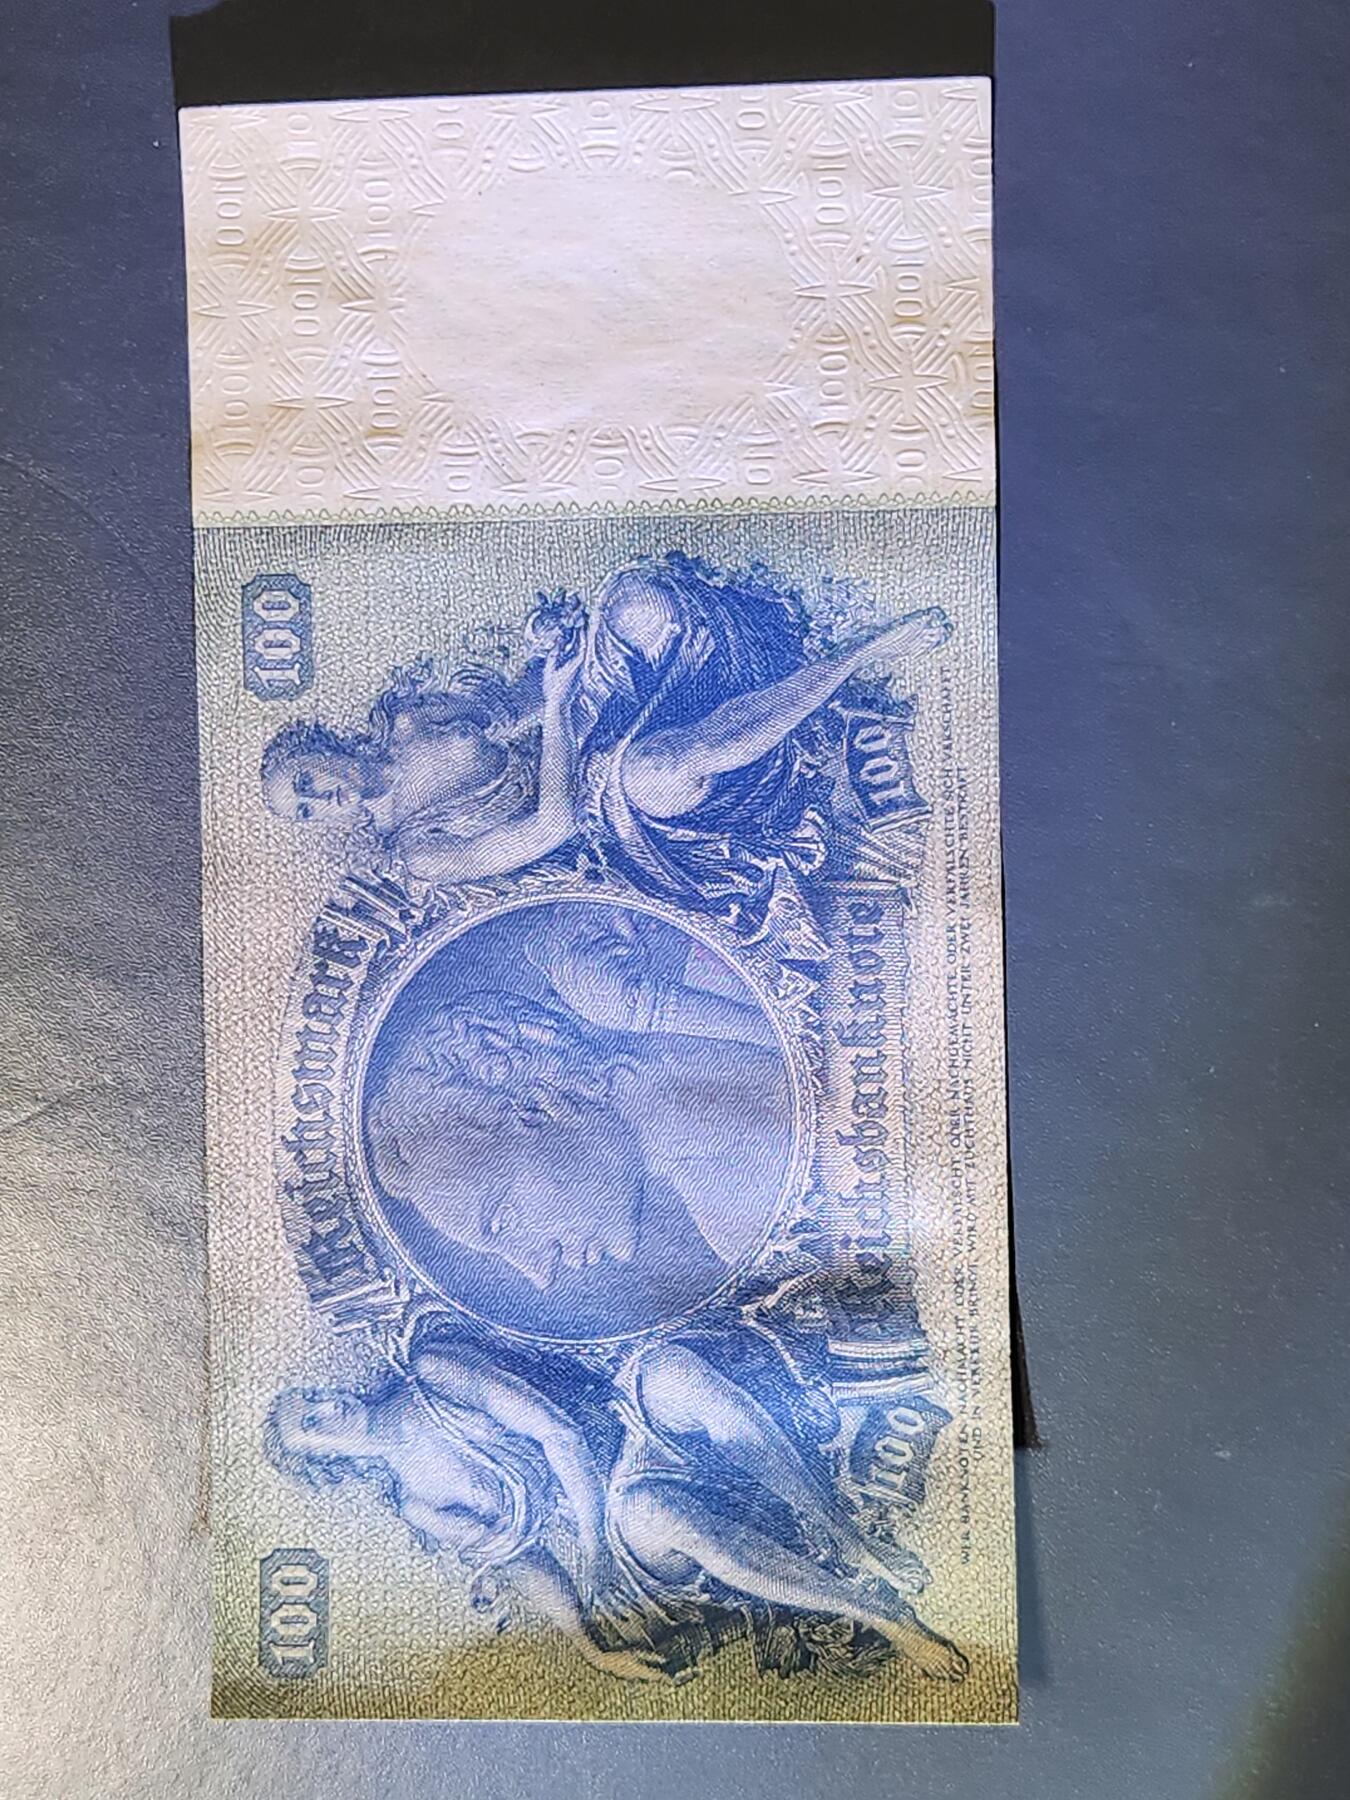 100
Reichsmark
100
100
Reichsbanknote
100
WER BANKNOTEN NACHMACHT ODER VERFÄLSCHT ODER NACHGEMACHTE ODER VERFÄLSCHTE SICH VERSCHAFFT
UND IN VERKEHR BRINGT, WIRD MIT ZUCHTHAUS NICHT UNTER ZWEI JAHREN BESTRAFT